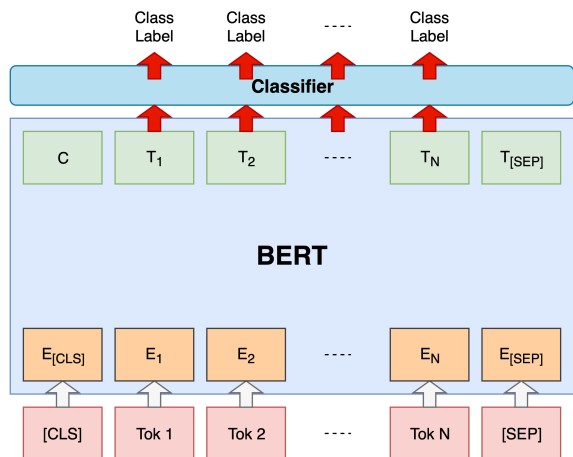 Class Label Class Label ---- Class Label
Classifier
C T1 T2 ---- TN T[SEP]
BERT
E[CLS] E1 E2 ---- EN E[SEP]
[CLS] Tok 1 Tok 2 ---- Tok N [SEP]